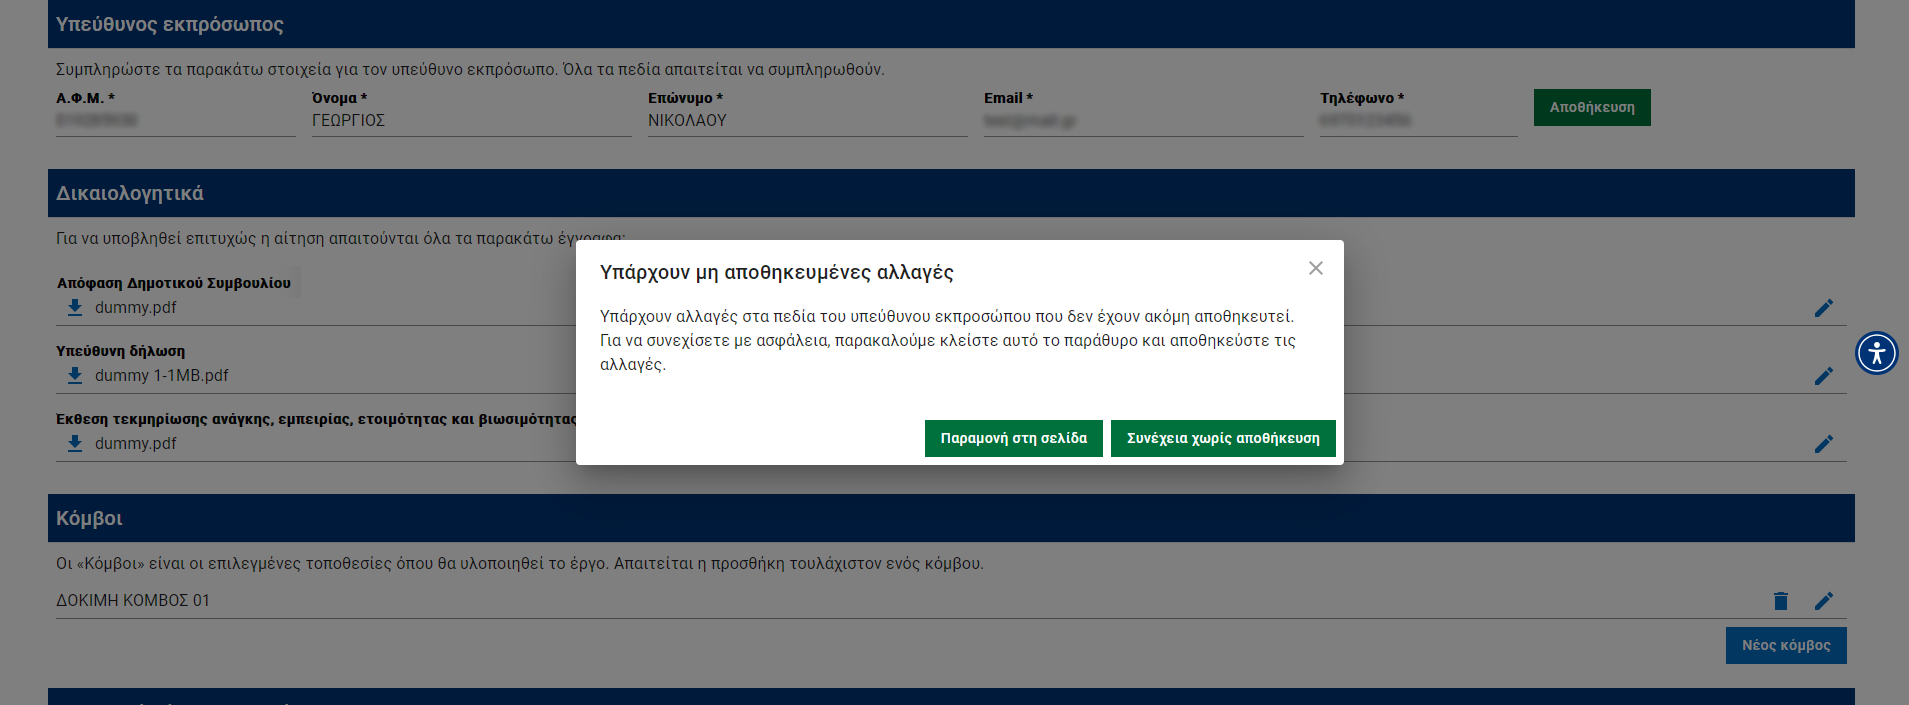 Υπεύθυνος εκπρόσωπος
Συμπληρώστε τα παρακάτω στοιχεία για τον υπεύθυνο εκπρόσωπο. Όλα τα πεδία απαιτείται να συμπληρωθούν.
Α.Φ.Μ. * Όνομα * Επώνυμο * Email * Τηλέφωνο *
ΓΕΩΡΓΙΟΣ ΝΙΚΟΛΑΟΥ
Αποθήκευση
Δικαιολογητικά
Για να υποβληθεί επιτυχώς η αίτηση απαιτούνται όλα τα παρακάτω έγγραφα:
Απόφαση Δημοτικού Συμβουλίου
dummy.pdf
Υπεύθυνη δήλωση
dummy 1-1MB.pdf
Έκθεση τεκμηρίωσης ανάγκης, εμπειρίας, ετοιμότητας και βιωσιμότητας
dummy.pdf
Υπάρχουν μη αποθηκευμένες αλλαγές
Υπάρχουν αλλαγές στα πεδία του υπεύθυνου εκπροσώπου που δεν έχουν ακόμη αποθηκευτεί.
Για να συνεχίσετε με ασφάλεια, παρακαλούμε κλείστε αυτό το παράθυρο και αποθηκεύστε τις
αλλαγές.
Παραμονή στη σελίδα Συνέχεια χωρίς αποθήκευση
Κόμβοι
Οι «Κόμβοι» είναι οι επιλεγμένες τοποθεσίες όπου θα υλοποιηθεί το έργο. Απαιτείται η προσθήκη τουλάχιστον ενός κόμβου.
ΔΟΚΙΜΗ ΚΟΜΒΟΣ 01
Νέος κόμβος